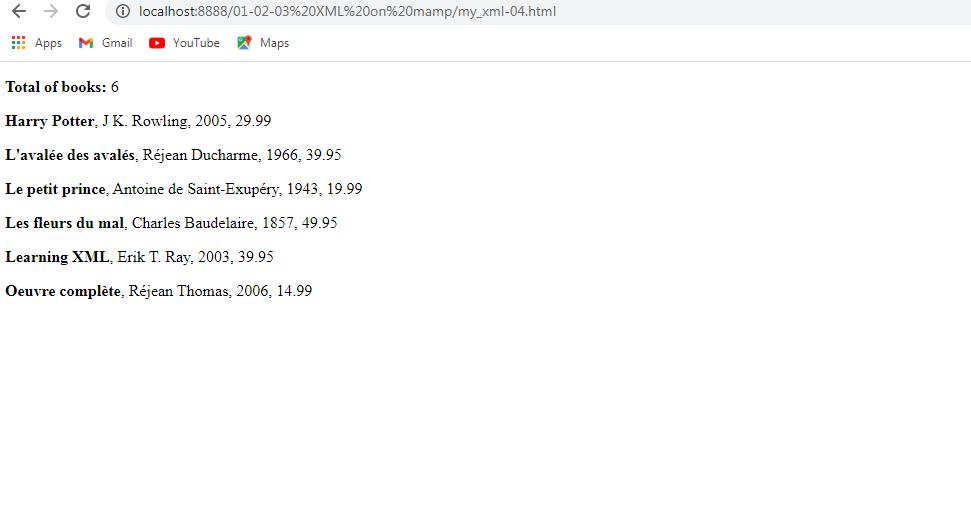 localhost:8888/01-02-03%20XML%20on%20mamp/my_xml-04.html
Apps Gmail YouTube Maps
Total of books: 6
Harry Potter, J K. Rowling, 2005, 29.99
L'avalée des avalés, Réjean Ducharme, 1966, 39.95
Le petit prince, Antoine de Saint-Exupéry, 1943, 19.99
Les fleurs du mal, Charles Baudelaire, 1857, 49.95
Learning XML, Erik T. Ray, 2003, 39.95
Oeuvre complète, Réjean Thomas, 2006, 14.99